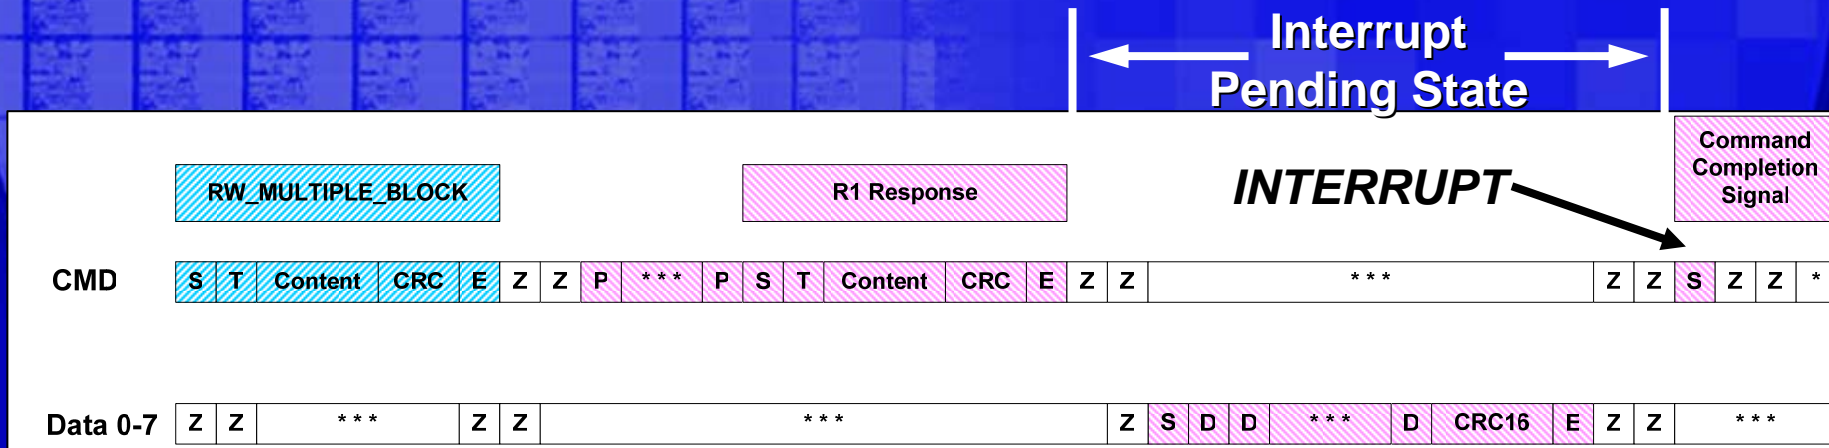 Interrupt
Pending State
RW_MULTIPLE_BLOCK
R1 Response
INTERRUPT
Command
Completion
Signal
CMD S T Content CRC E Z Z P * * * P S T Content CRC E Z Z * * * Z Z S Z Z *
Data 0-7 Z Z * * * Z Z * * * Z S D D * * * D CRC16 E Z Z * * *